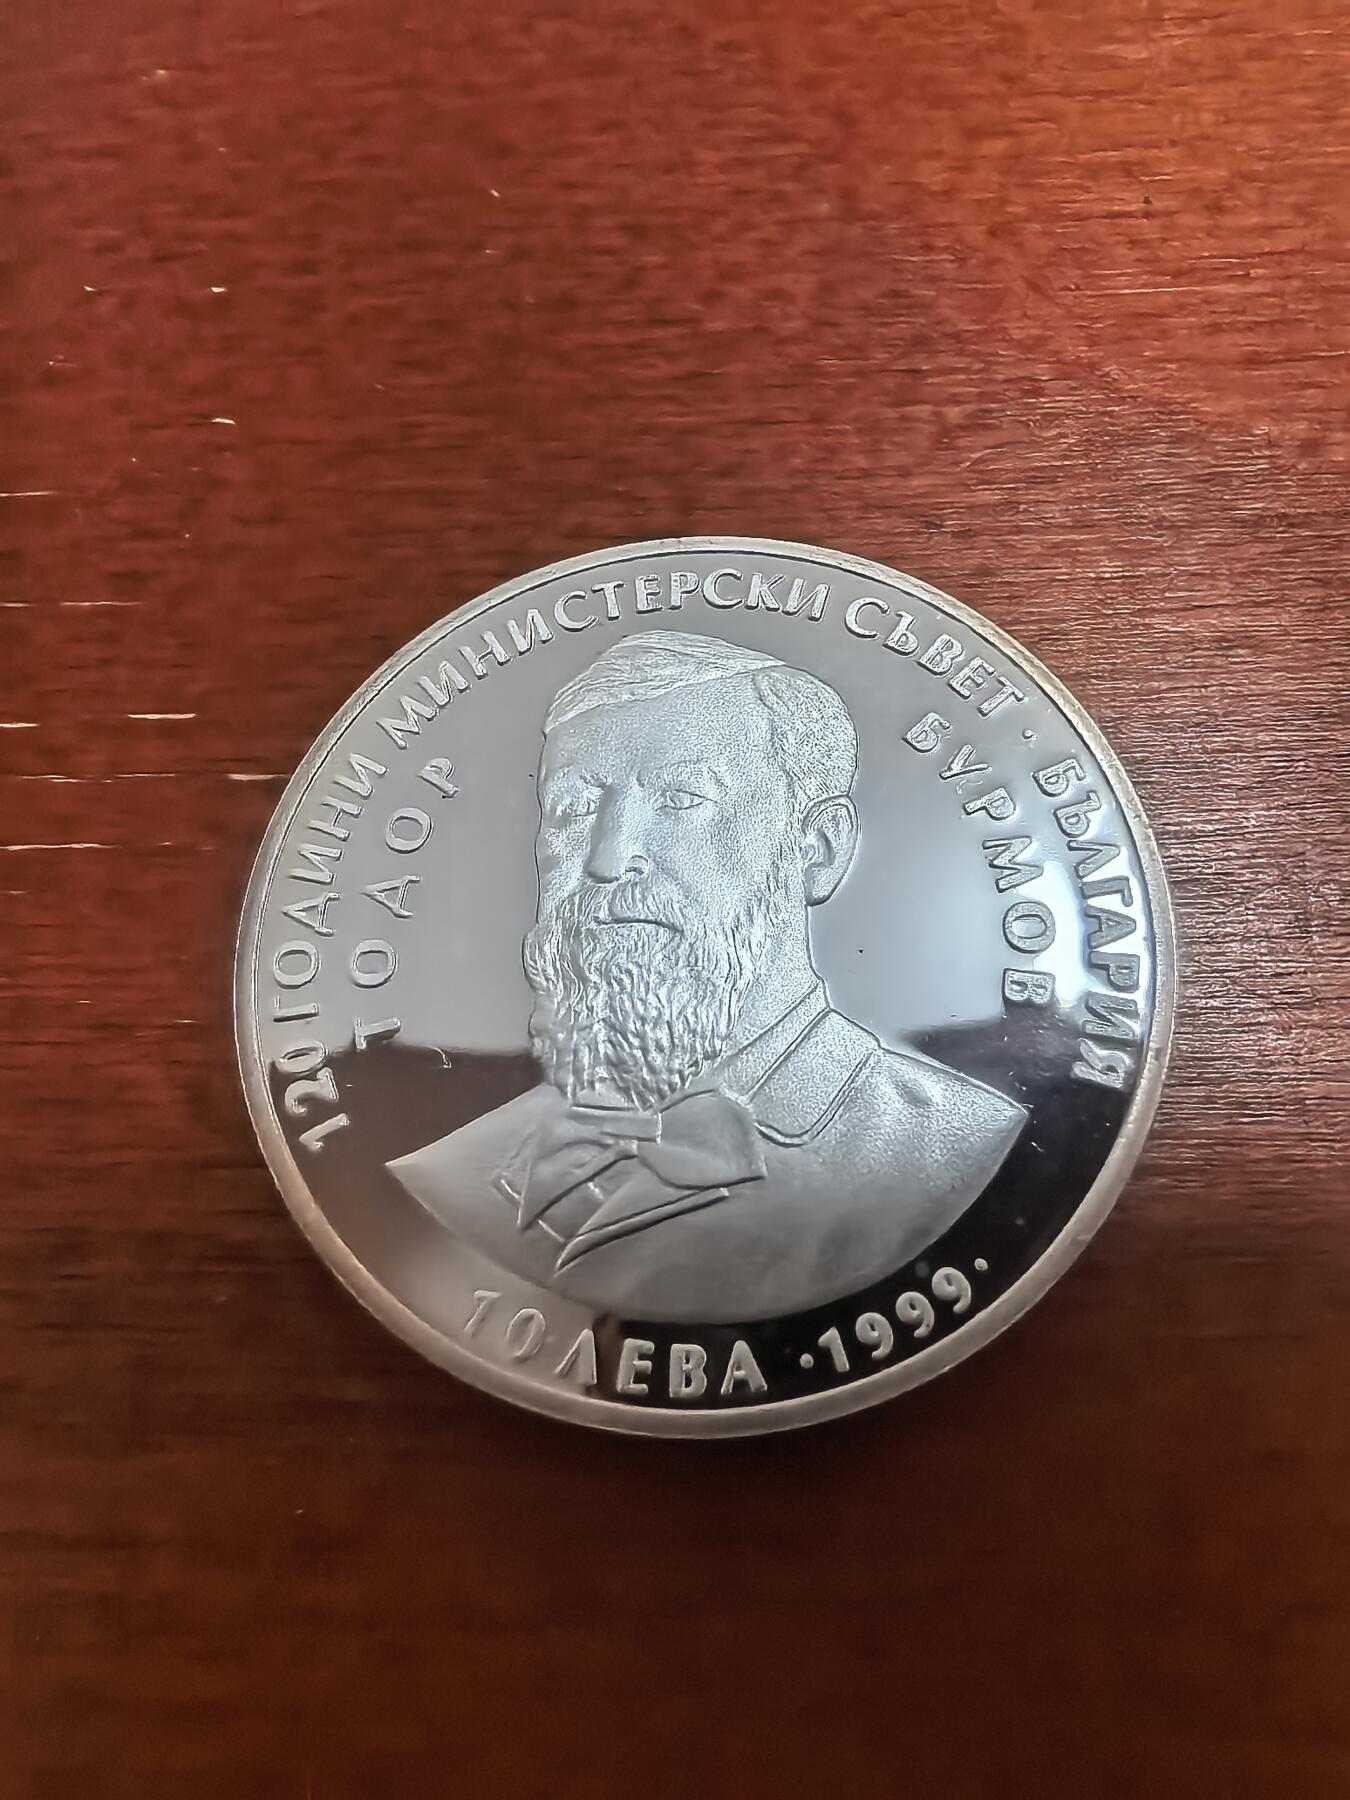 120 ГОДИНИ МИНИСТЕРСКИ СЪВЕТ · БЪЛГАРИЯ
ТОДОР БУРМОВ
10 ЛЕВА · 1999 ·